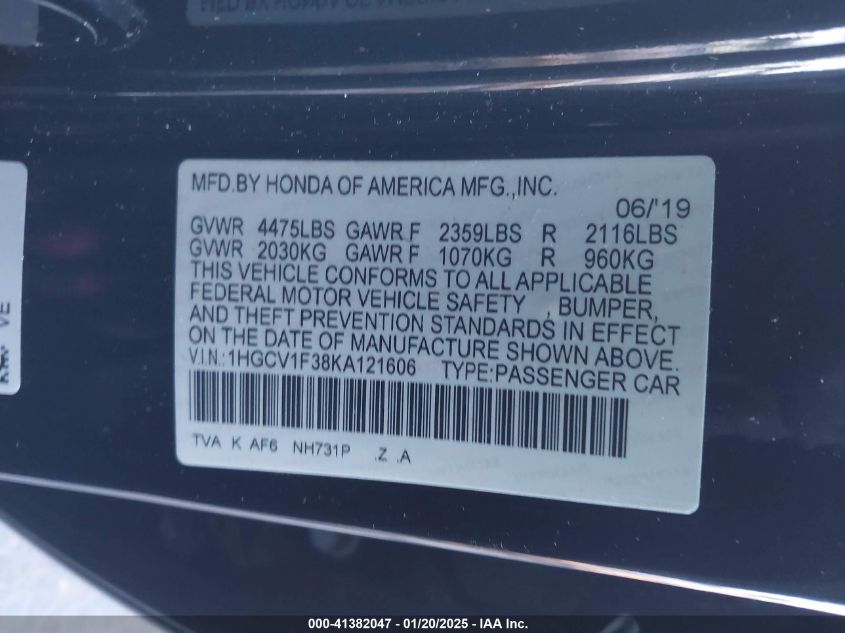 MFD.BY HONDA OF AMERICA MFG.,INC.
06/'19
GVWR 4475LBS GAWR F 2359LBS R 2116LBS
GVWR 2030KG GAWR F 1070KG R 960KG
THIS VEHICLE CONFORMS TO ALL APPLICABLE
FEDERAL MOTOR VEHICLE SAFETY , BUMPER,
AND THEFT PREVENTION STANDARDS IN EFFECT
ON THE DATE OF MANUFACTURE SHOWN ABOVE.
V.I.N.:1HGCV1F38KA121606 TYPE:PASSENGER CAR
TVA K AF6 NH731P .Z .A
VE
000-41382047 - 01/20/2025 - IAA Inc.